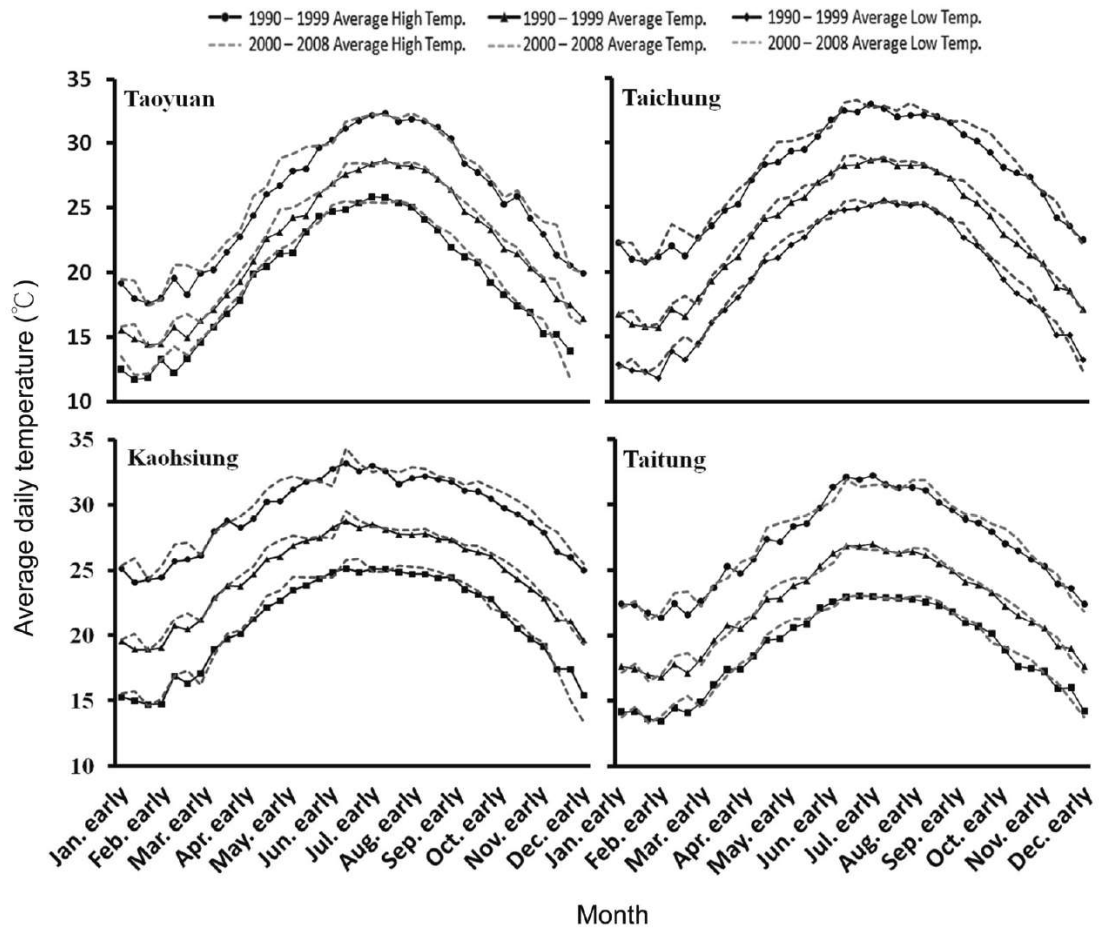 1990 – 1999 Average High Temp. 1990 – 1999 Average Temp. 1990 – 1999 Average Low Temp.
2000 – 2008 Average High Temp. 2000 – 2008 Average Temp. 2000 – 2008 Average Low Temp.
Average daily temperature (℃)
35
30
25
20
15
10
Taoyuan
Taichung
35
30
25
20
15
10
Kaohsiung
Taitung
Jan. early
Feb. early
Mar. early
Apr. early
May. early
Jun. early
Jul. early
Aug. early
Sep. early
Oct. early
Nov. early
Dec. early
Jan. early
Feb. early
Mar. early
Apr. early
May. early
Jun. early
Jul. early
Aug. early
Sep. early
Oct. early
Nov. early
Dec. early
Month